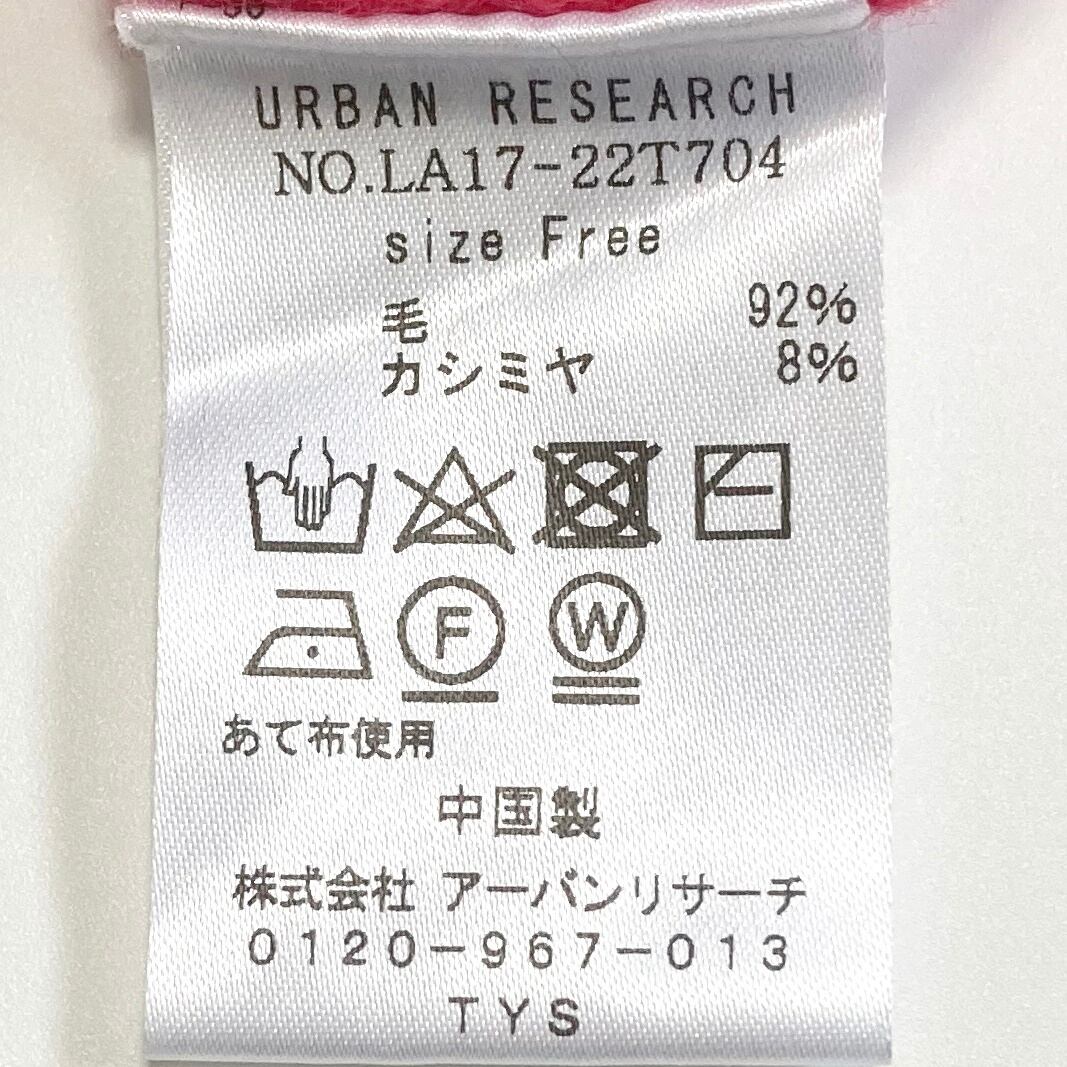 URBAN RESEARCH
NO.LA17-22T704
size Free
毛 92%
カシミヤ 8%
F W
あて布使用
中国製
株式会社 アーバンリサーチ
0120-967-013
TYS